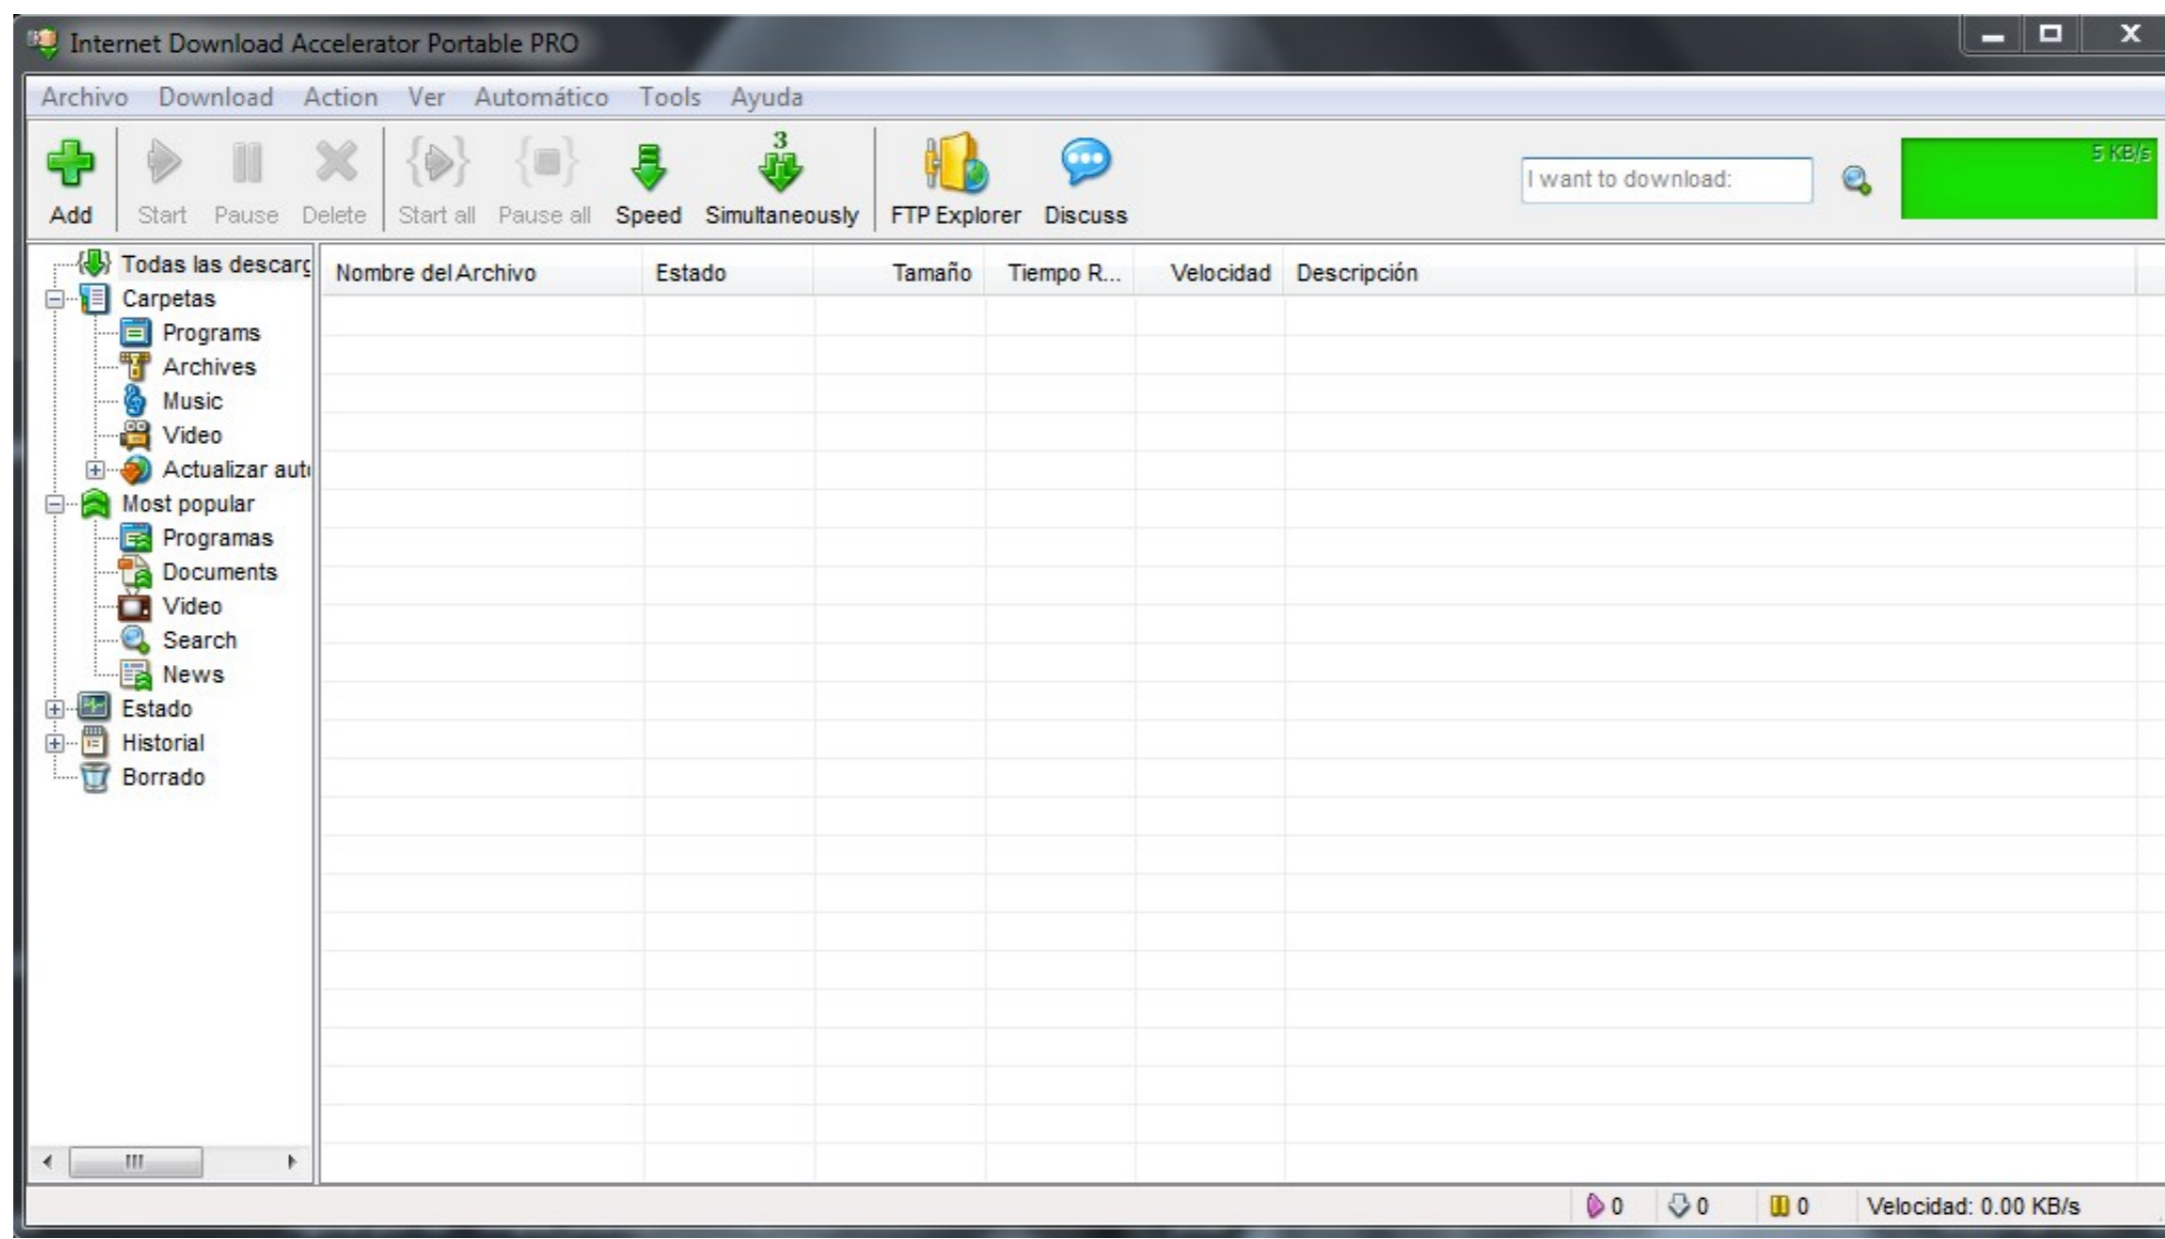 Internet Download Accelerator Portable PRO
Archivo Download Action Ver Automático Tools Ayuda
3
5 KB/s
I want to download:
Add Start Pause Delete Start all Pause all Speed Simultaneously FTP Explorer Discuss
Todas las descarg
Nombre del Archivo Estado Tamaño Tiempo R... Velocidad Descripción
Carpetas
Programs
Archives
Music
Video
Actualizar aut
Most popular
Programas
Documents
Video
Search
News
Estado
Historial
Borrado
0 0 0 Velocidad: 0.00 KB/s